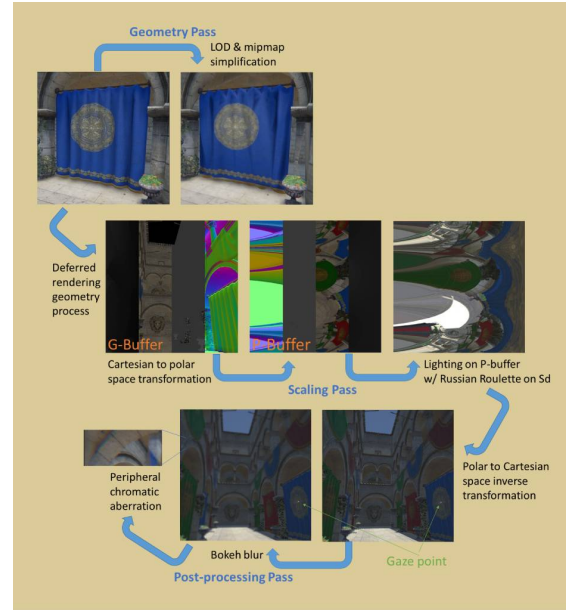 Geometry Pass
LOD & mipmap
simplification
Deferred
rendering
geometry
process
G-Buffer
P-Buffer
Cartesian to polar
space transformation
Scaling Pass
Lighting on P-buffer
w/ Russian Roulette on Sd
Polar to Cartesian
space inverse
transformation
Peripheral
chromatic
aberration
Bokeh blur
Gaze point
Post-processing Pass